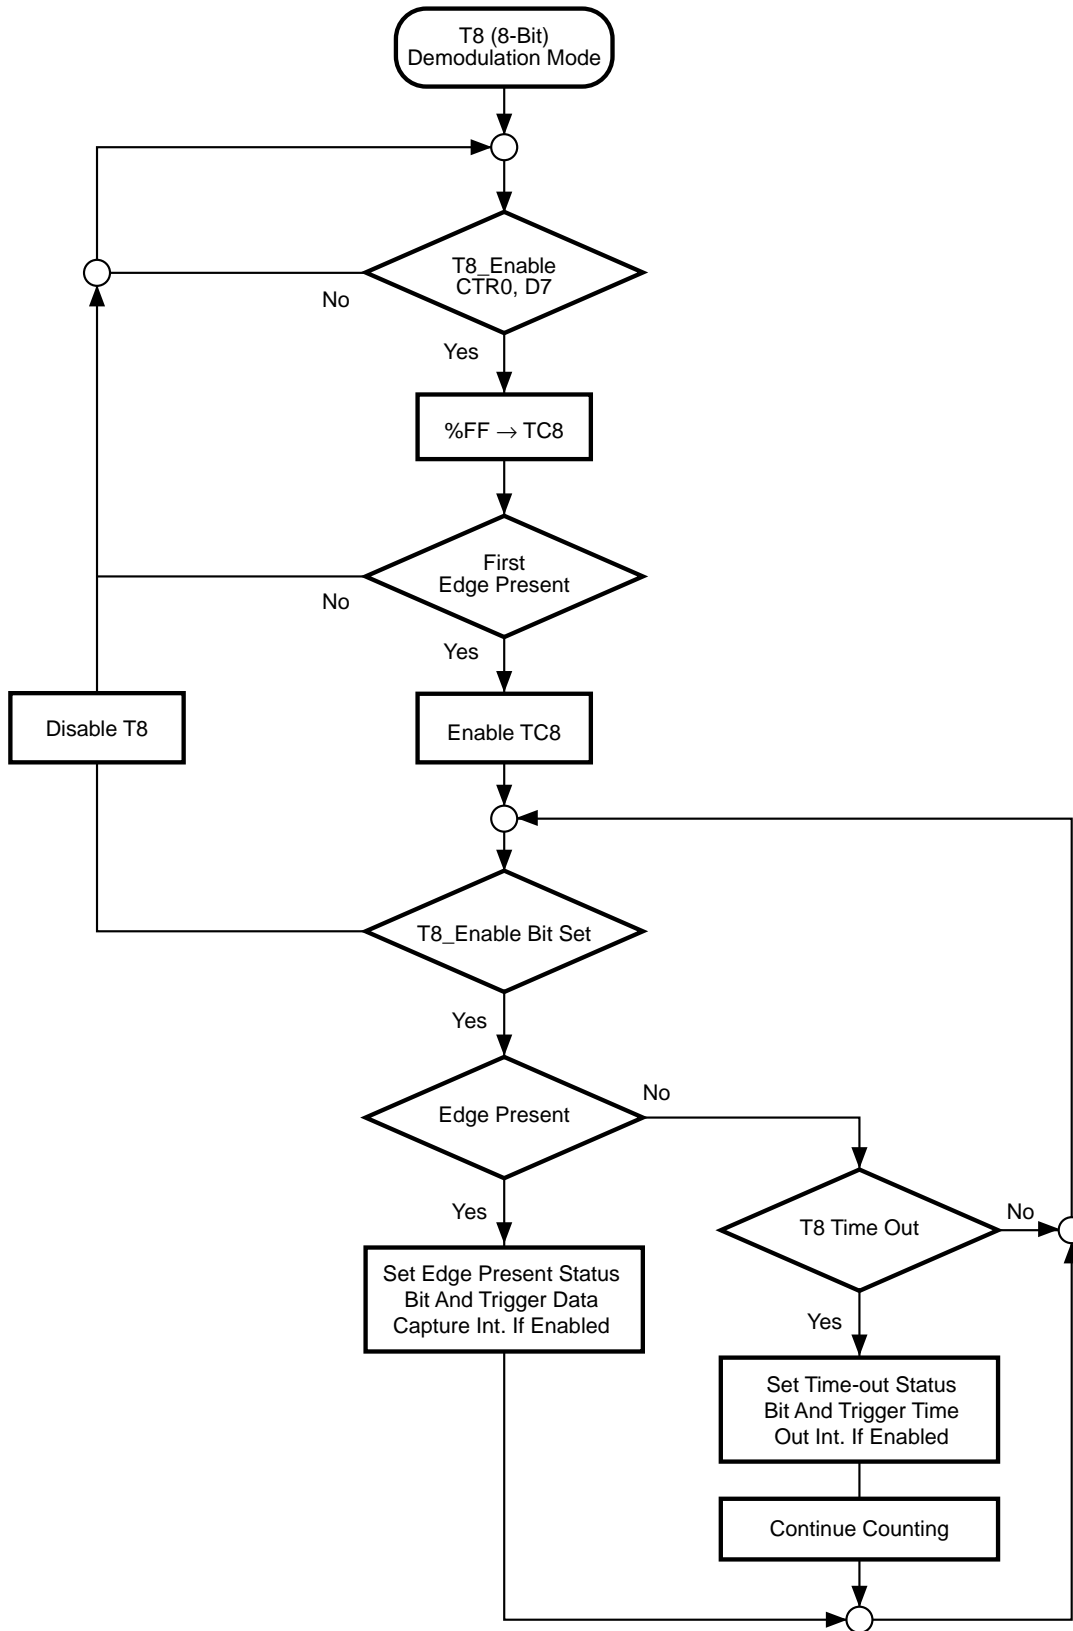 T8 (8-Bit)
Demodulation Mode
T8_Enable
CTR0, D7
No
Yes
%FF → TC8
First
Edge Present
No
Yes
Disable T8
Enable TC8
T8_Enable Bit Set
Yes
Edge Present
No
Yes
T8 Time Out
No
Set Edge Present Status
Bit And Trigger Data
Capture Int. If Enabled
Yes
Set Time-out Status
Bit And Trigger Time
Out Int. If Enabled
Continue Counting